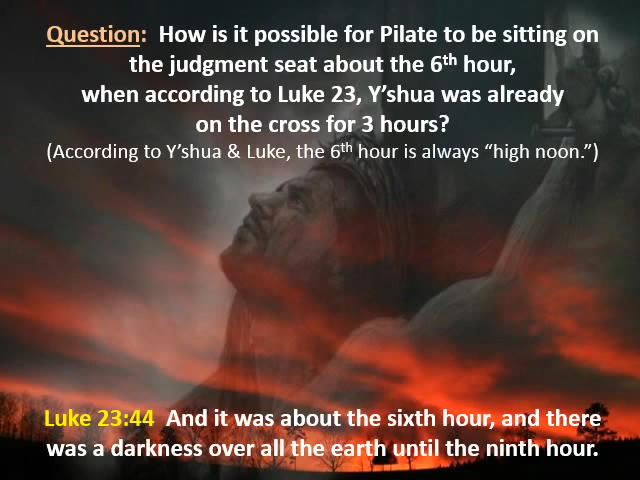 Question: How is it possible for Pilate to be sitting on
the judgment seat about the 6th hour,
when according to Luke 23, Y’shua was already
on the cross for 3 hours?
(According to Y’shua & Luke, the 6th hour is always “high noon.”)
Luke 23:44 And it was about the sixth hour, and there
was a darkness over all the earth until the ninth hour.